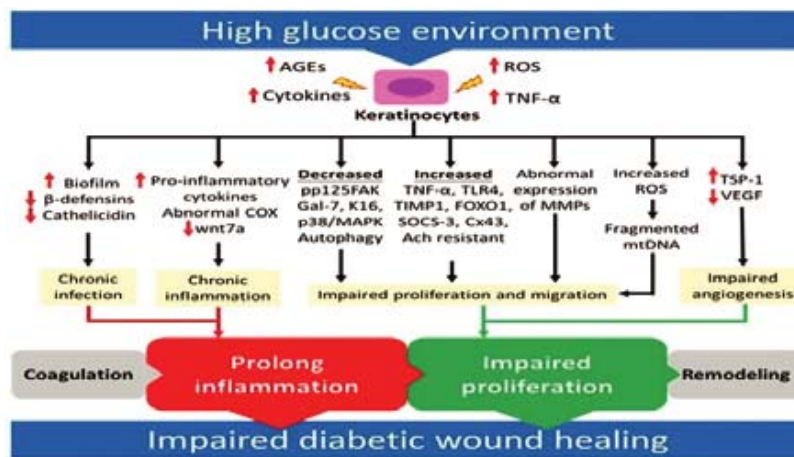 High glucose environment
↑ AGEs
↑ Cytokines
↑ ROS
↑ TNF-α
Keratinocytes
↑ Biofilm
↓ β-defensins
↓ Cathelicidin
↑ Pro-inflammatory
cytokines
Abnormal COX
↓ wnt7a
Decreased
pp125FAK
Gal-7, K16,
p38/MAPK
Autophagy
Increased
TNF-α, TLR4,
TIMP1, FOXO1,
SOCS-3, Cx43,
Ach resistant
Abnormal
expression
of MMPs
Increased
ROS
Fragmented
mtDNA
↑ TSP-1
↓ VEGF
Chronic
infection
Chronic
inflammation
Impaired proliferation and migration
Impaired
angiogenesis
Coagulation
Prolong
inflammation
Impaired
proliferation
Remodeling
Impaired diabetic wound healing